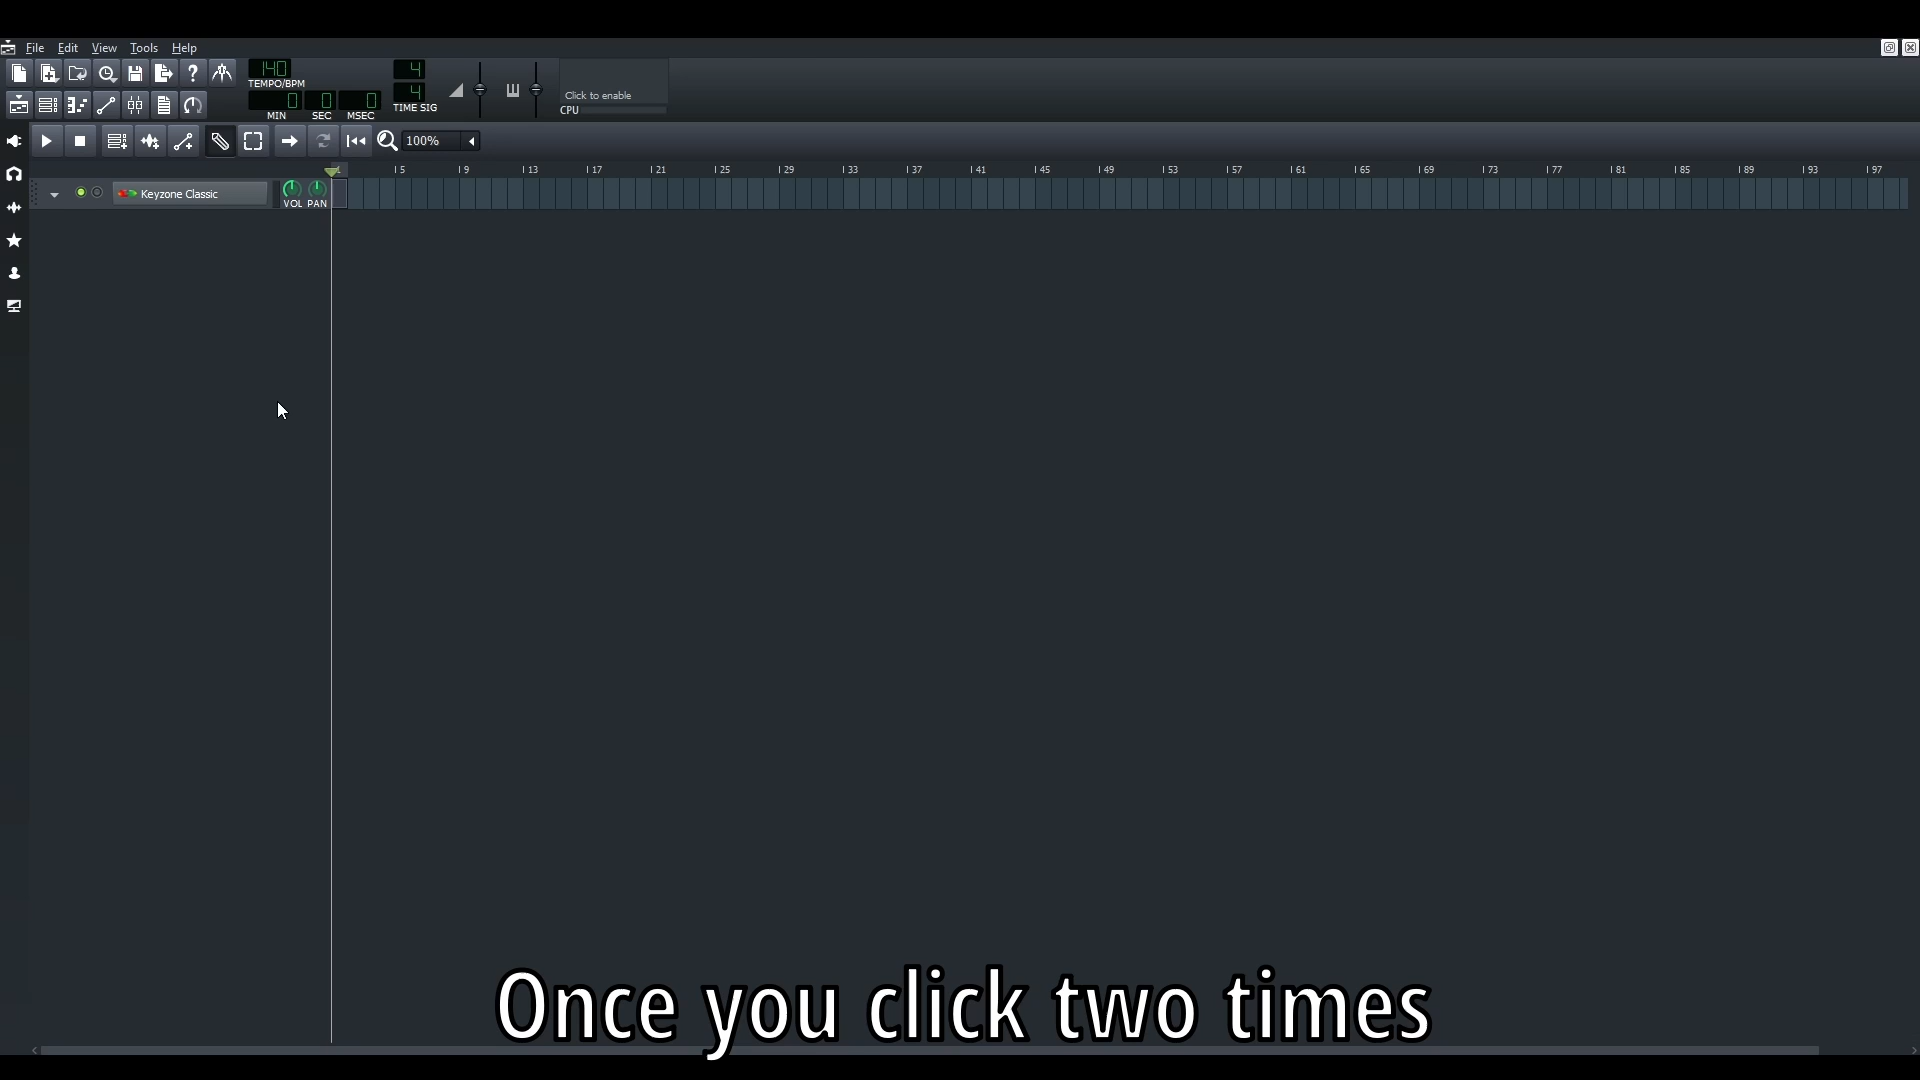 File Edit View Tools Help
140
TEMPO/BPM
4
4
TIME SIG
0 0 0
MIN SEC MSEC
Click to enable
CPU
100%
1 5 9 13 17 21 25 29 33 37 41 45 49 53 57 61 65 69 73 77 81 85 89 93 97
Keyzone Classic
VOL PAN
Once you click two times